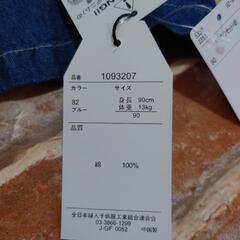 品番 1093207
カラー サイズ
82 身長 90cm
ブルー 体重 13kg
90
品質
綿 100%
全日本婦人子供服工業組合連合会
03-3866-1299
J-GF 0052 中国製